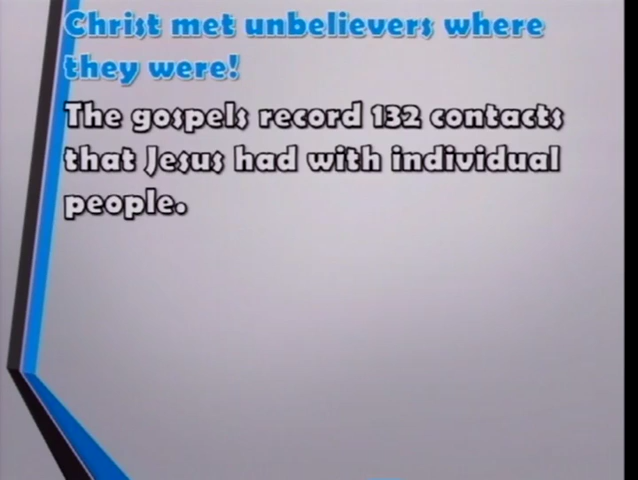 Christ met unbelievers where
they were!
The gospels record 132 contacts
that Jesus had with individual
people.